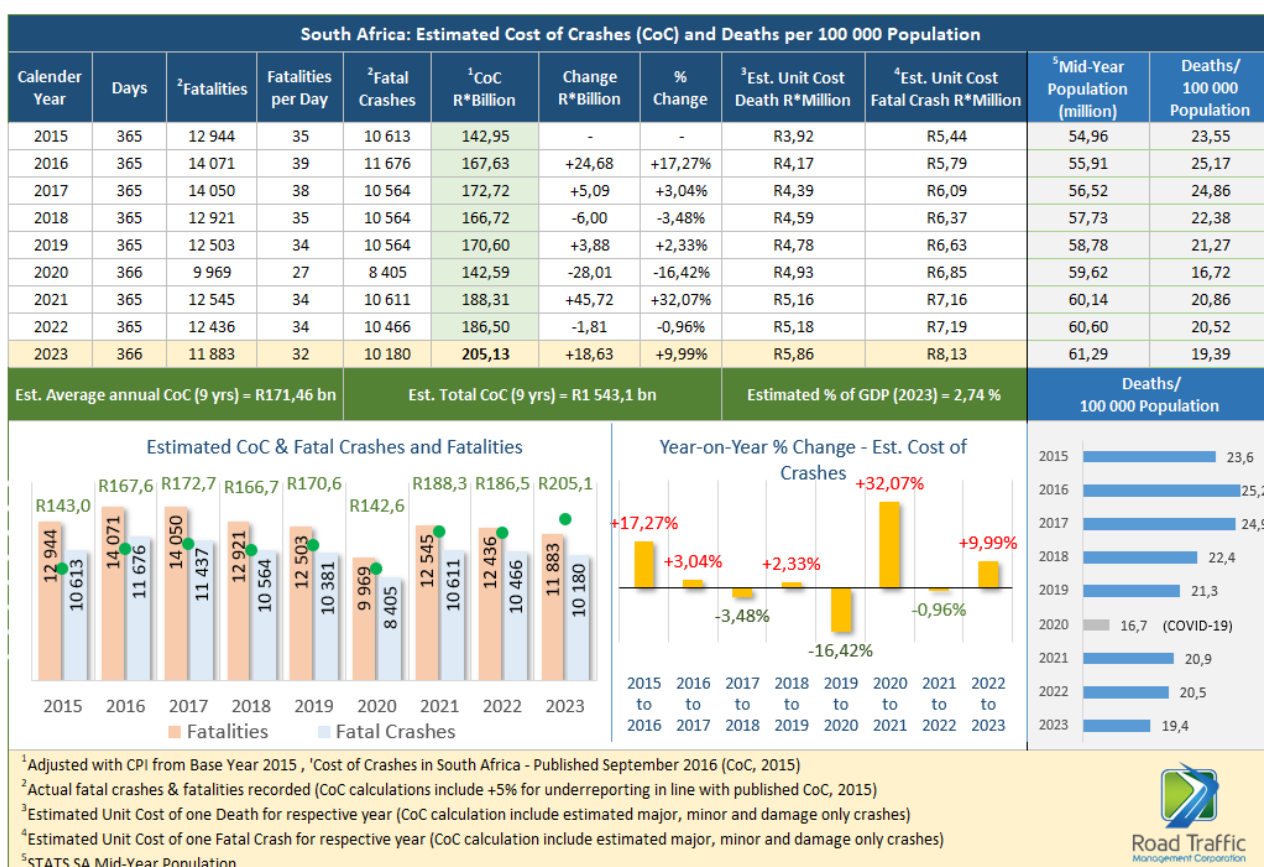 South Africa: Estimated Cost of Crashes (CoC) and Deaths per 100 000 Population
Calender Year Days ²Fatalities Fatalities per Day ²Fatal Crashes ¹CoC R*Billion Change R*Billion % Change ³Est. Unit Cost Death R*Million ⁴Est. Unit Cost Fatal Crash R*Million ⁵Mid-Year Population (million) Deaths/ 100 000 Population
2015 365 12 944 35 10 613 142,95 - - R3,92 R5,44 54,96 23,55
2016 365 14 071 39 11 676 167,63 +24,68 +17,27% R4,17 R5,79 55,91 25,17
2017 365 14 050 38 10 564 172,72 +5,09 +3,04% R4,39 R6,09 56,52 24,86
2018 365 12 921 35 10 564 166,72 -6,00 -3,48% R4,59 R6,37 57,73 22,38
2019 365 12 503 34 10 564 170,60 +3,88 +2,33% R4,78 R6,63 58,78 21,27
2020 366 9 969 27 8 405 142,59 -28,01 -16,42% R4,93 R6,85 59,62 16,72
2021 365 12 545 34 10 611 188,31 +45,72 +32,07% R5,16 R7,16 60,14 20,86
2022 365 12 436 34 10 466 186,50 -1,81 -0,96% R5,18 R7,19 60,60 20,52
2023 366 11 883 32 10 180 205,13 +18,63 +9,99% R5,86 R8,13 61,29 19,39
Est. Average annual CoC (9 yrs) = R171,46 bn Est. Total CoC (9 yrs) = R1 543,1 bn Estimated % of GDP (2023) = 2,74 %
Deaths/
100 000 Population
Estimated CoC & Fatal Crashes and Fatalities
R143,0 R167,6 R172,7 R166,7 R170,6 R142,6 R188,3 R186,5 R205,1
12 944 10 613 14 071 11 676 14 050 11 437 12 921 10 564 12 503 10 381 9 969 8 405 12 545 10 611 12 436 10 466 11 883 10 180
2015 2016 2017 2018 2019 2020 2021 2022 2023
Fatalities Fatal Crashes
Year-on-Year % Change - Est. Cost of
Crashes
+17,27% +3,04% -3,48% +2,33% -16,42% +32,07% -0,96% +9,99%
2015 2016 2017 2018 2019 2020 2021 2022
to to to to to to to to
2016 2017 2018 2019 2020 2021 2022 2023
2015 23,6
2016 25,2
2017 24,9
2018 22,4
2019 21,3
2020 16,7 (COVID-19)
2021 20,9
2022 20,5
2023 19,4
¹Adjusted with CPI from Base Year 2015 , 'Cost of Crashes in South Africa - Published September 2016 (CoC, 2015)
²Actual fatal crashes & fatalities recorded (CoC calculations include +5% for underreporting in line with published CoC, 2015)
³Estimated Unit Cost of one Death for respective year (CoC calculation include estimated major, minor and damage only crashes)
⁴Estimated Unit Cost of one Fatal Crash for respective year (CoC calculation include estimated major, minor and damage only crashes)
⁵STATS SA Mid-Year Population
Road Traffic
Management Corporation